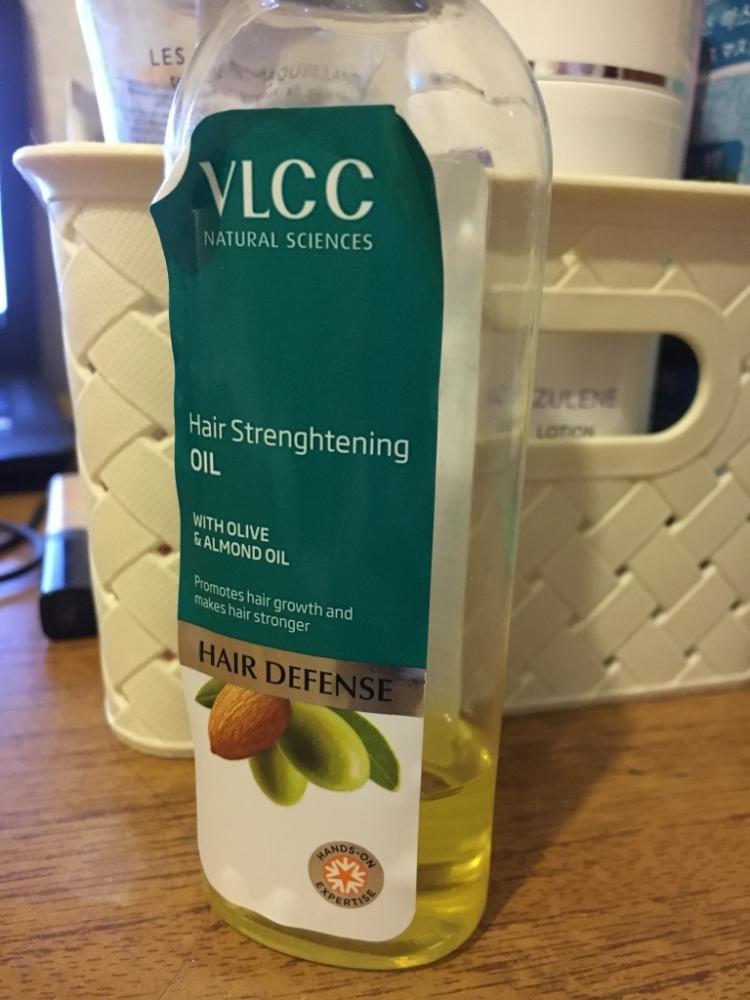 LES
VLCC
NATURAL SCIENCES
Hair Strenghtening
OIL
WITH OLIVE
& ALMOND OIL
Promotes hair growth and
makes hair stronger
HAIR DEFENSE
HANDS-ON
EXPERTISE
ZULENE
LOTION